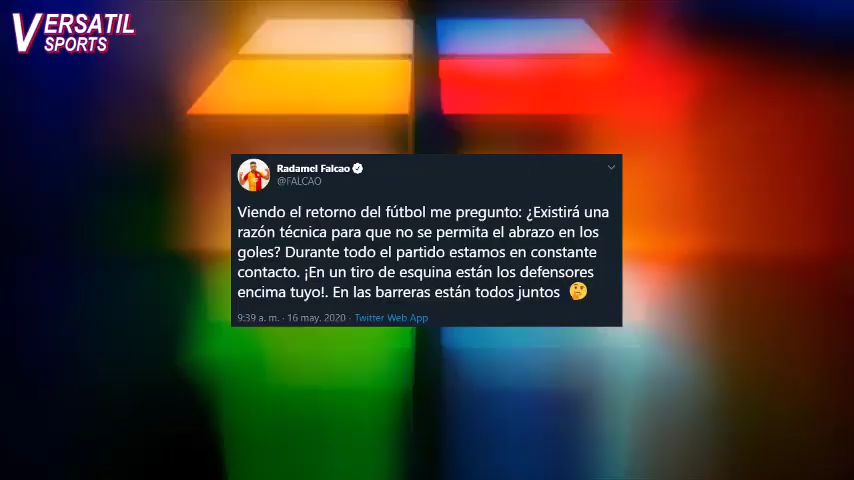 VERSATIL
SPORTS
Radamel Falcao
@FALCAO
Viendo el retorno del fútbol me pregunto: ¿Existirá una
razón técnica para que no se permita el abrazo en los
goles? Durante todo el partido estamos en constante
contacto. ¡En un tiro de esquina están los defensores
encima tuyo!. En las barreras están todos juntos 🤔
9:39 a. m. · 16 may. 2020 · Twitter Web App